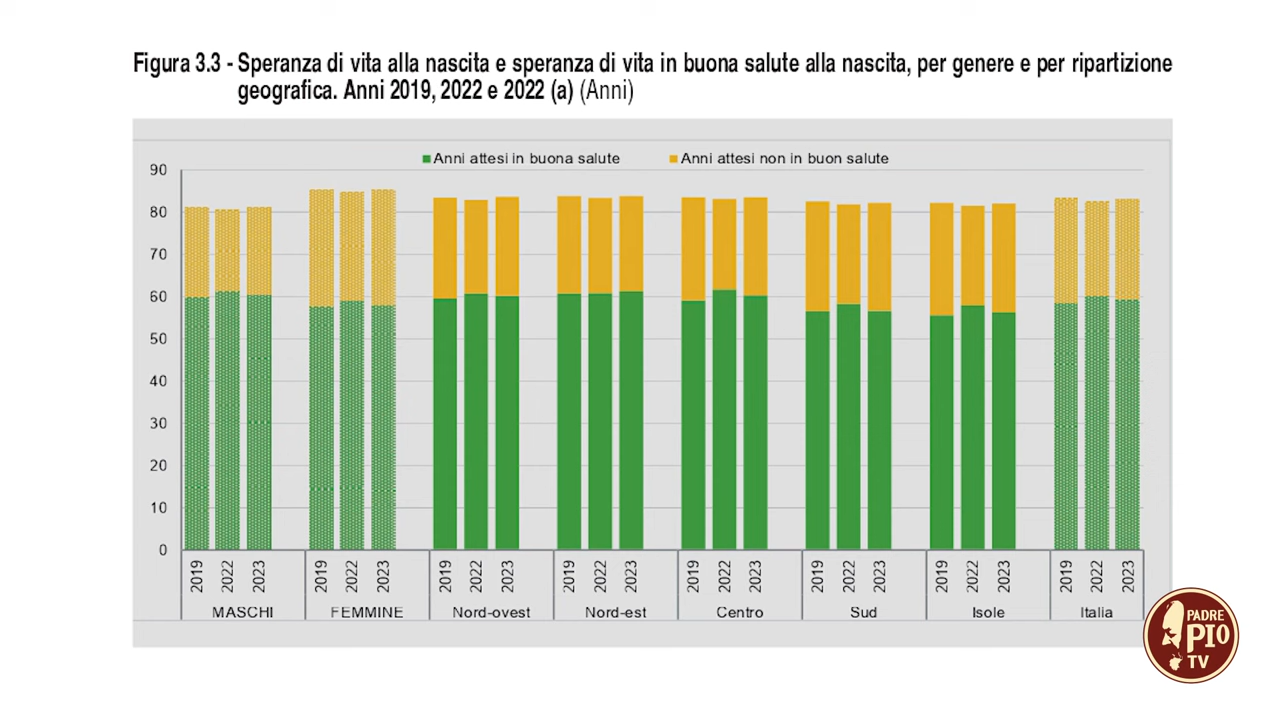 Figura 3.3 - Speranza di vita alla nascita e speranza di vita in buona salute alla nascita, per genere e per ripartizione
geografica. Anni 2019, 2022 e 2022 (a) (Anni)
Anni attesi in buona salute Anni attesi non in buon salute
90
80
70
60
50
40
30
20
10
0
2019 2022 2023 2019 2022 2023 2019 2022 2023 2019 2022 2023 2019 2022 2023 2019 2022 2023 2019 2022 2023 2019 2022 2023
MASCHI FEMMINE Nord-ovest Nord-est Centro Sud Isole Italia
PADRE
PIO
TV